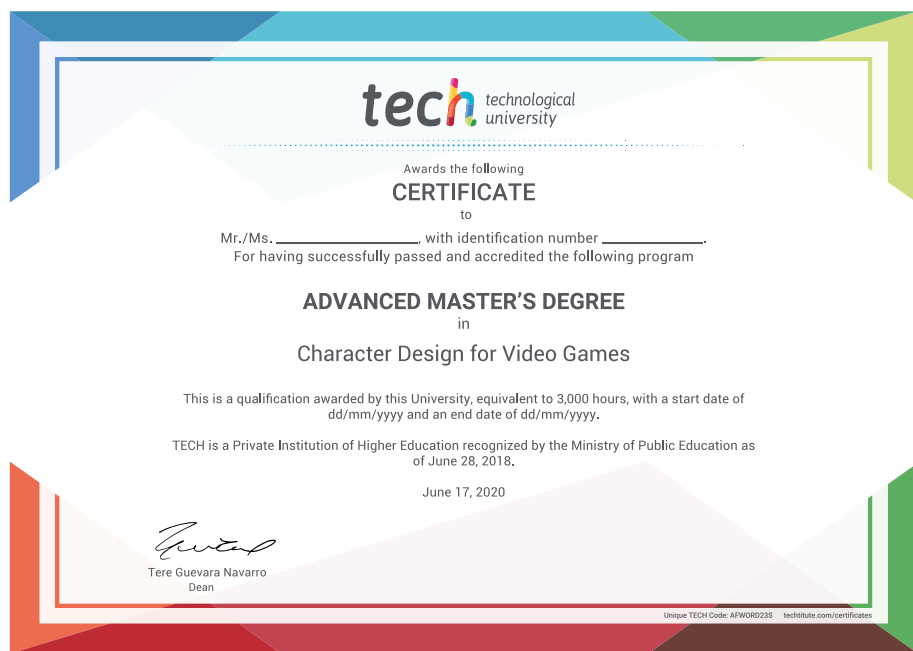 tech technological
university
Awards the following
CERTIFICATE
to
Mr./Ms. ________________, with identification number ____________.
For having successfully passed and accredited the following program
ADVANCED MASTER'S DEGREE
in
Character Design for Video Games
This is a qualification awarded by this University, equivalent to 3,000 hours, with a start date of
dd/mm/yyyy and an end date of dd/mm/yyyy.
TECH is a Private Institution of Higher Education recognized by the Ministry of Public Education as
of June 28, 2018.
June 17, 2020
Tere Guevara Navarro
Dean
Unique TECH Code: AFWORD23S techtitute.com/certificates